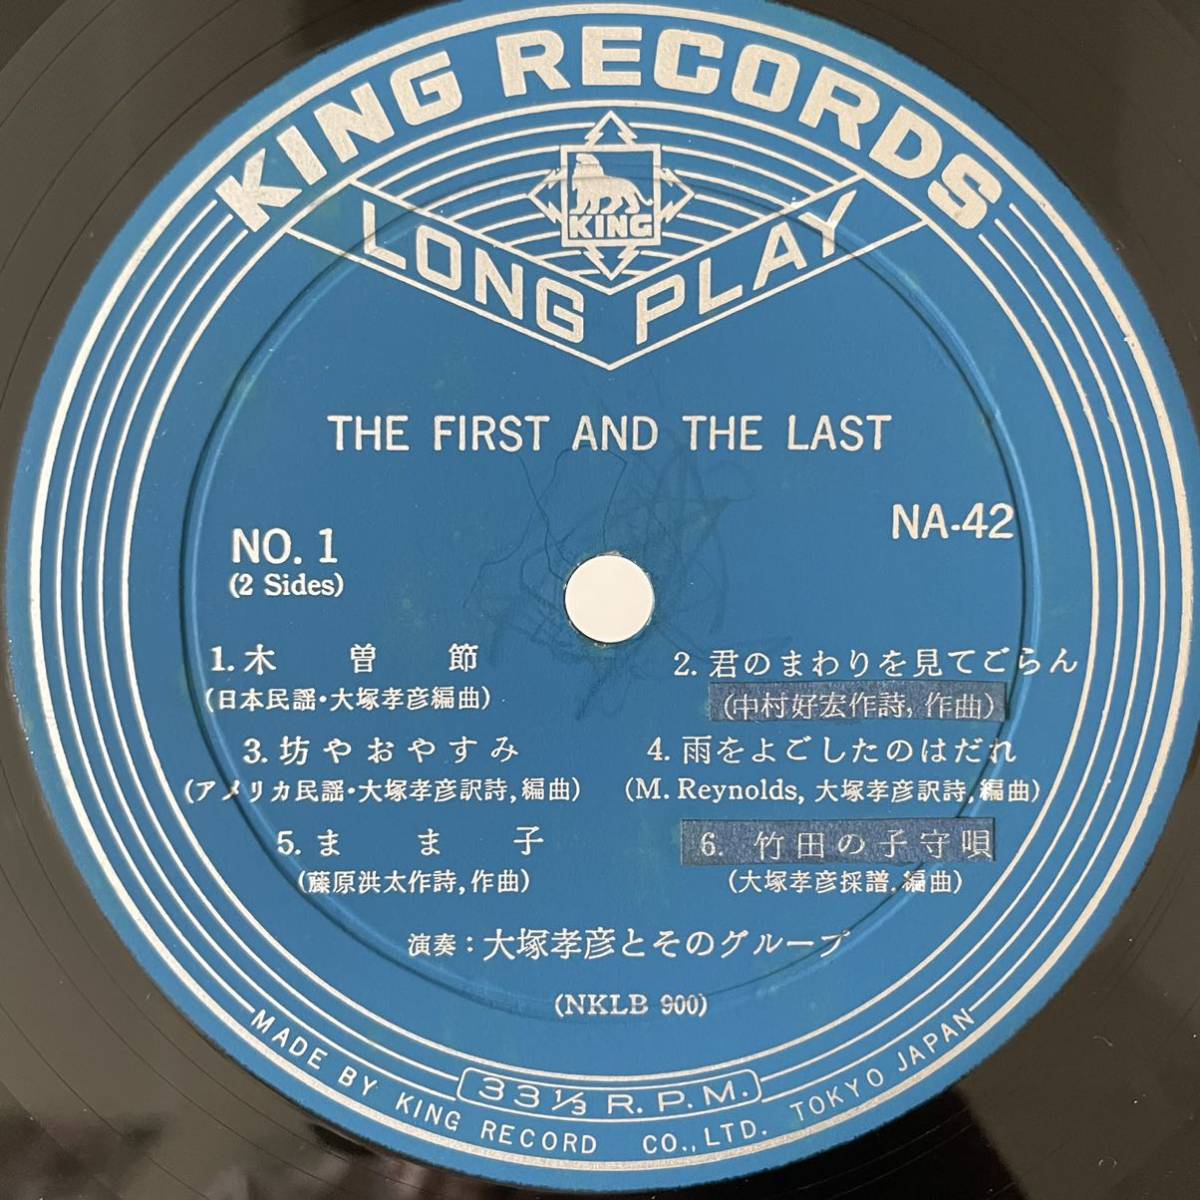 KING RECORDS
KING
LONG PLAY
THE FIRST AND THE LAST
NA-42
NO. 1
(2 Sides)
1. 木曽節
(日本民謡・大塚孝彦編曲)
2. 君のまわりを見てごらん
(中村好宏作詩, 作曲)
3. 坊やおやすみ
(アメリカ民謡・大塚孝彦訳詩, 編曲)
4. 雨をよごしたのはだれ
(M. Reynolds, 大塚孝彦訳詩, 編曲)
5. まま子
(藤原洪太作詩, 作曲)
6. 竹田の子守唄
(大塚孝彦採譜. 編曲)
演奏: 大塚孝彦とそのグループ
(NKLB 900)
33⅓ R.P.M.
MADE BY KING RECORD CO., LTD. TOKYO JAPAN